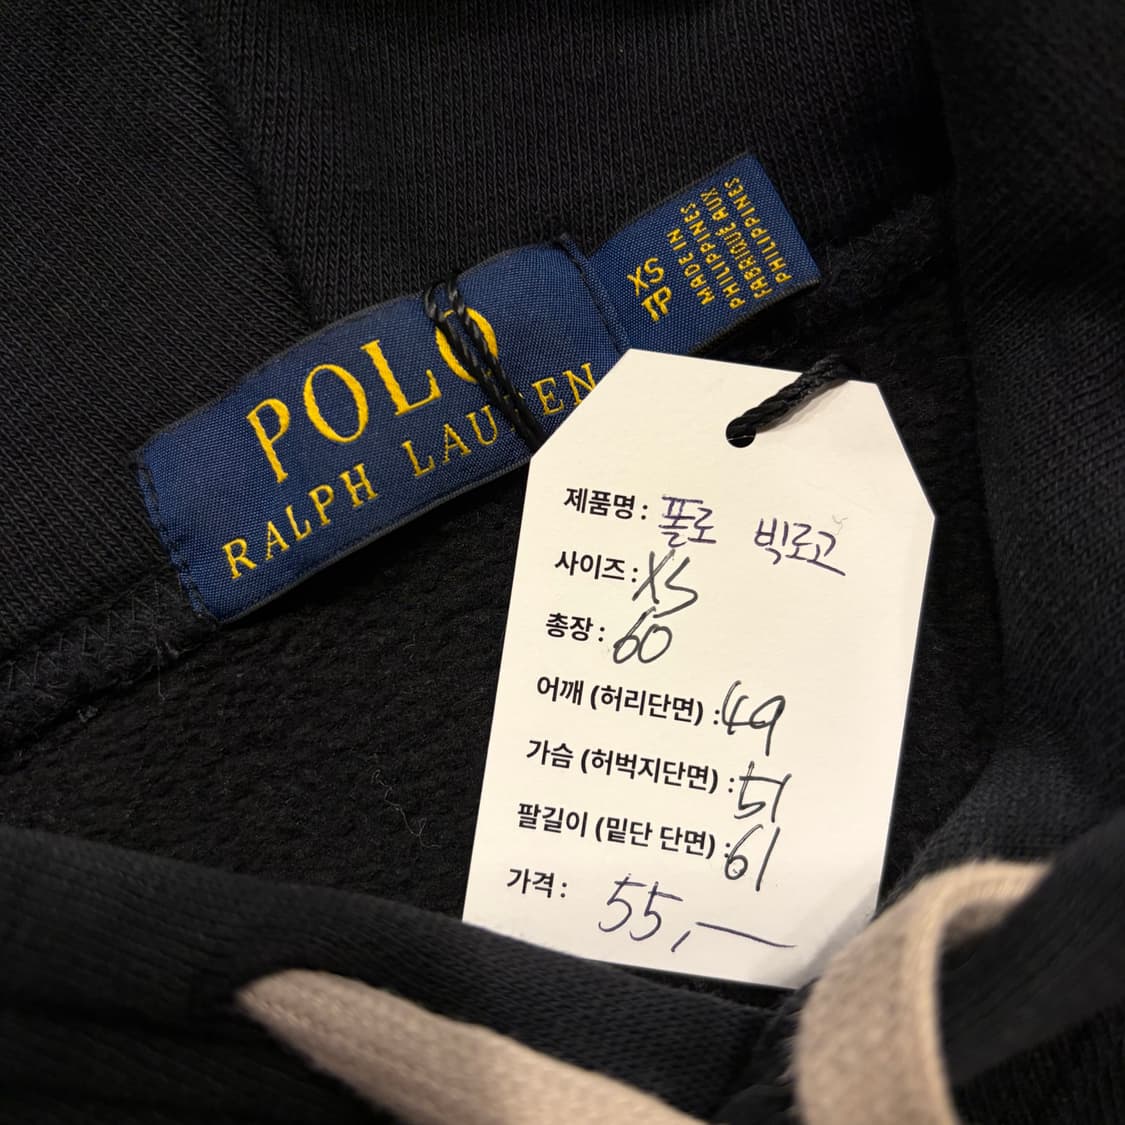 POLO
RALPH LAUREN
XS
TP
MADE IN
PHILIPPINES
FABRIQUÉ AUX
PHILIPPINES
제품명 : 폴로 빅로고
사이즈 : XS
총장 : 60
어깨 (허리단면) : 49
가슴 (허벅지단면) : 51
팔길이 (밑단 단면) : 61
가격 : 55,—